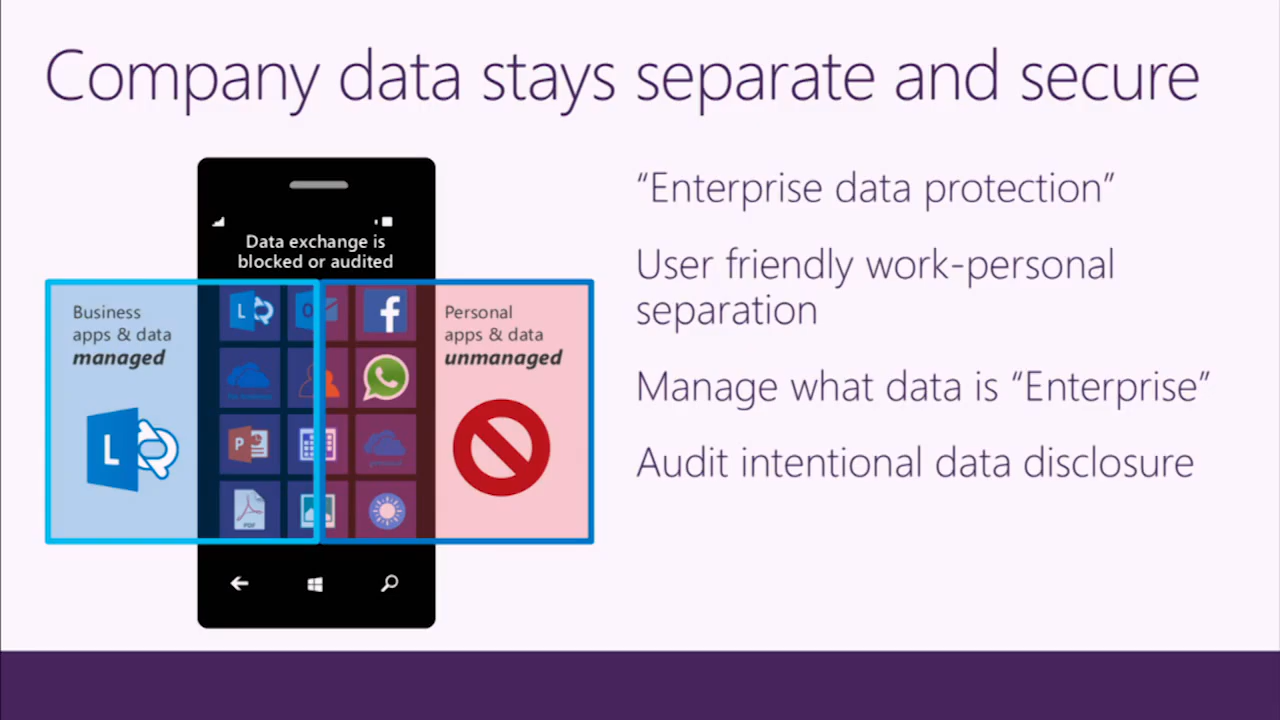 Company data stays separate and secure
Data exchange is
blocked or audited
Business
apps & data
managed
Personal
apps & data
unmanaged
L
L
O
f
P
PDF
“Enterprise data protection”
User friendly work-personal
separation
Manage what data is “Enterprise”
Audit intentional data disclosure